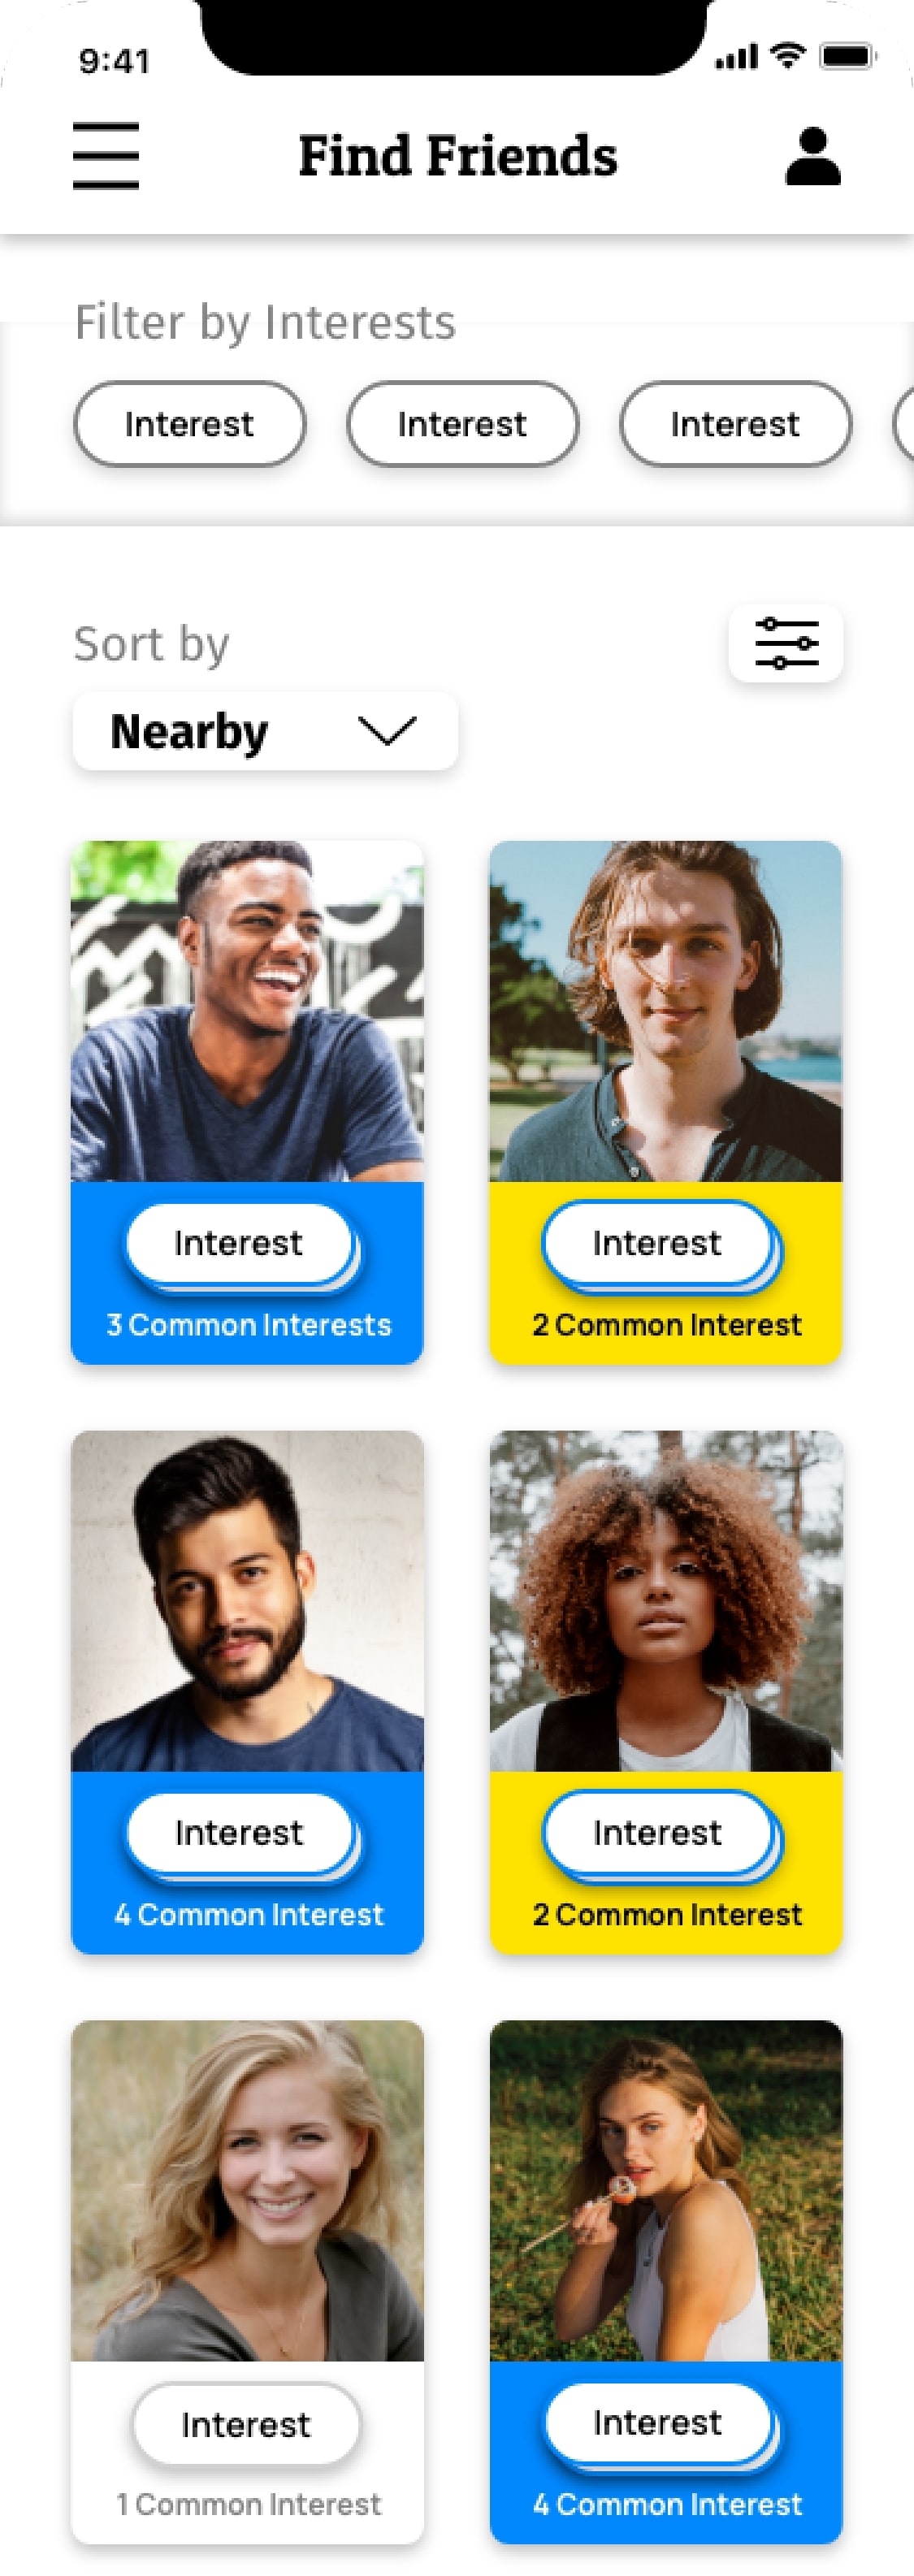 9:41
Find Friends
Filter by Interests
Interest Interest Interest
Sort by
Nearby
Interest Interest
3 Common Interests 2 Common Interest
Interest Interest
4 Common Interest 2 Common Interest
Interest Interest
1 Common Interest 4 Common Interest